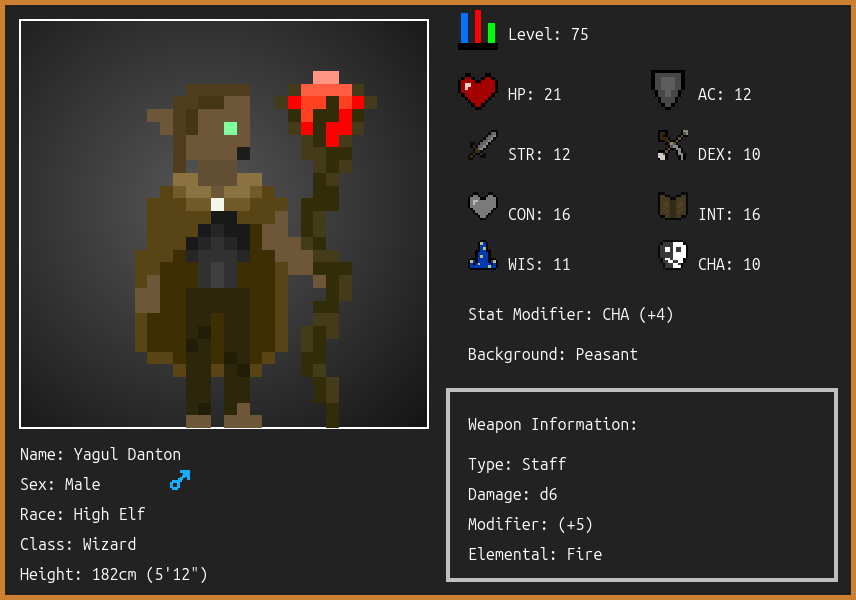 Level: 75
HP: 21
AC: 12
STR: 12
DEX: 10
CON: 16
INT: 16
WIS: 11
CHA: 10
Stat Modifier: CHA (+4)
Background: Peasant
Weapon Information:
Type: Staff
Damage: d6
Modifier: (+5)
Elemental: Fire
Name: Yagul Danton
Sex: Male
Race: High Elf
Class: Wizard
Height: 182cm (5'12")